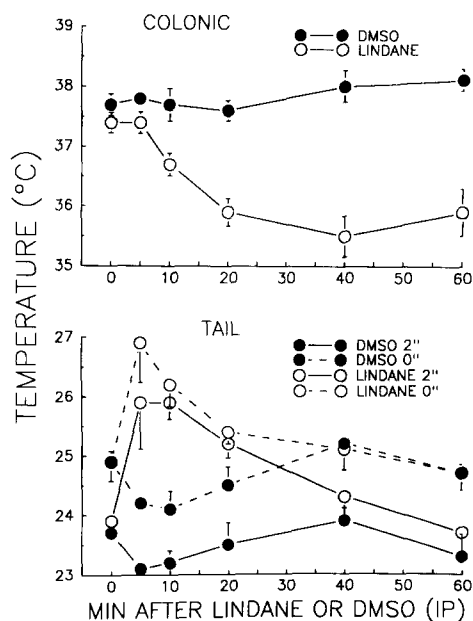 COLONIC
DMSO
LINDANE
39
38
37
36
35
0 10 20 30 40 50 60
TEMPERATURE (°C)
TAIL
DMSO 2"
DMSO 0"
LINDANE 2"
LINDANE 0"
27
26
25
24
23
0 10 20 30 40 50 60
MIN AFTER LINDANE OR DMSO (IP)